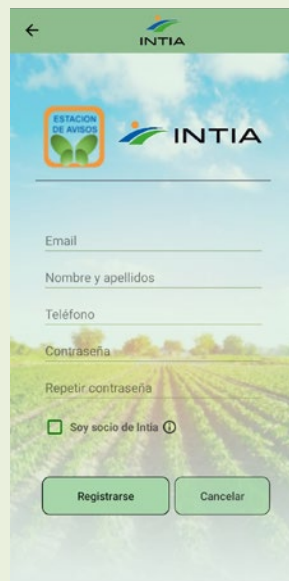 INTIA
ESTACION
DE AVISOS
INTIA
Email
Nombre y apellidos
Teléfono
Contraseña
Repetir contraseña
Soy socio de Intia
Registrarse
Cancelar